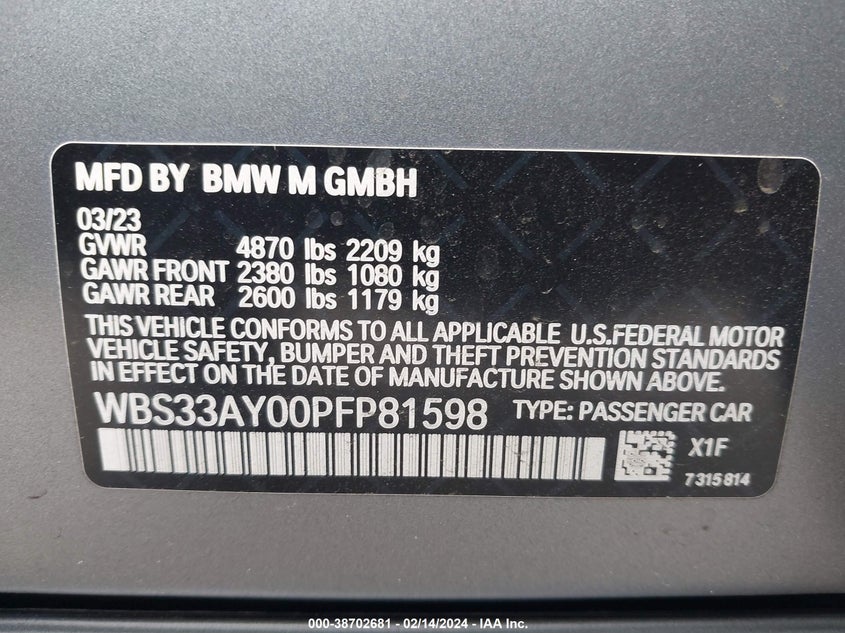 MFD BY BMW M GMBH
03/23
GVWR 4870 lbs 2209 kg
GAWR FRONT 2380 lbs 1080 kg
GAWR REAR 2600 lbs 1179 kg
THIS VEHICLE CONFORMS TO ALL APPLICABLE U.S.FEDERAL MOTOR
VEHICLE SAFETY, BUMPER AND THEFT PREVENTION STANDARDS
IN EFFECT ON THE DATE OF MANUFACTURE SHOWN ABOVE.
WBS33AY00PFP81598 TYPE: PASSENGER CAR
X1F
7315814
000-38702681 - 02/14/2024 - IAA Inc.